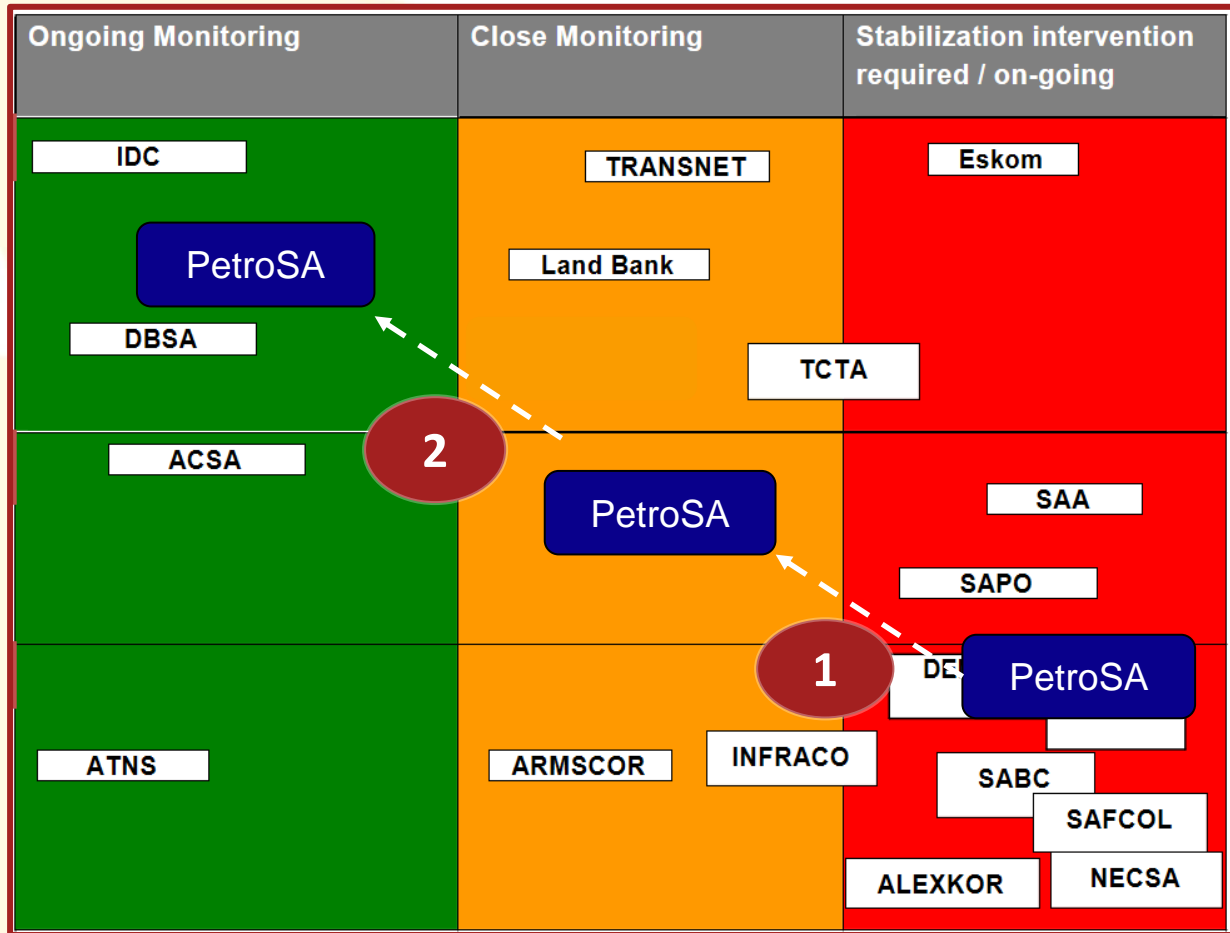 Ongoing Monitoring
Close Monitoring
Stabilization intervention
required / on-going
IDC
TRANSNET
Eskom
PetroSA
Land Bank
DBSA
TCTA
2
ACSA
PetroSA
SAA
SAPO
1
PetroSA
ATNS
ARMSCOR
INFRACO
SABC
SAFCOL
ALEXKOR
NECSA